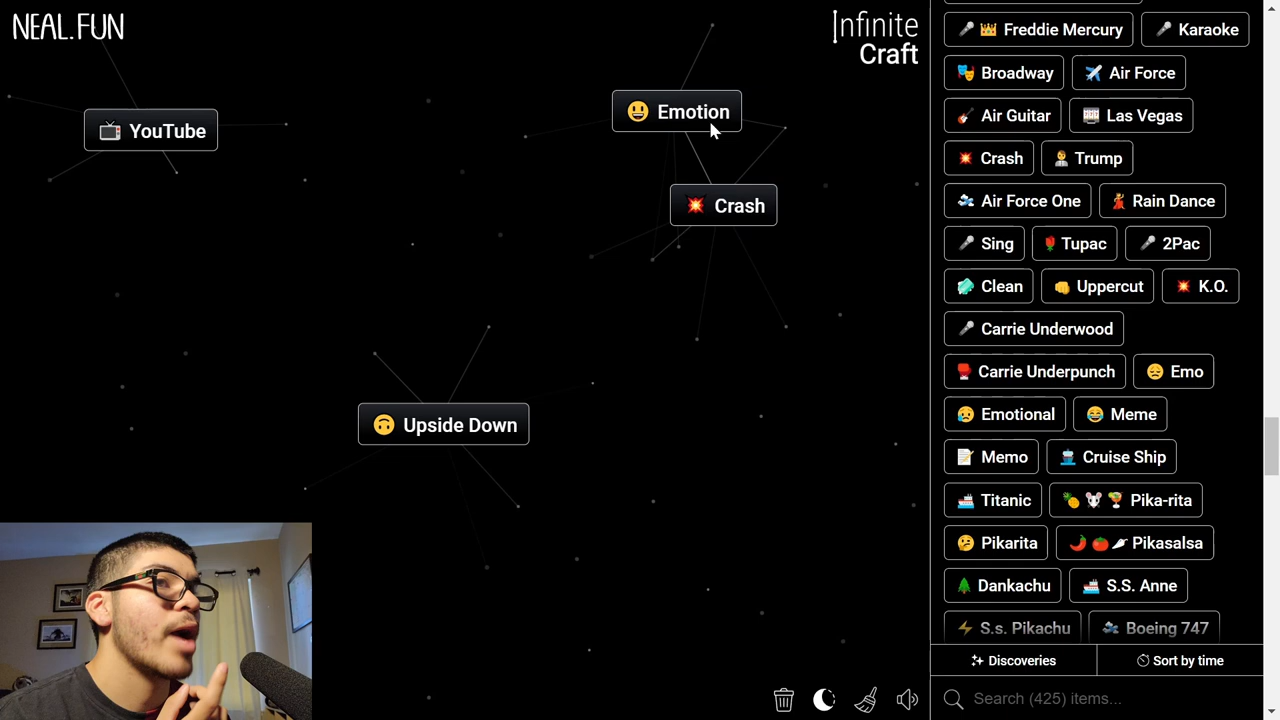 NEAL.FUN
Infinite
Craft
YouTube
Emotion
Crash
Upside Down
Freddie Mercury
Karaoke
Broadway
Air Force
Air Guitar
Las Vegas
Crash
Trump
Air Force One
Rain Dance
Sing
Tupac
2Pac
Clean
Uppercut
K.O.
Carrie Underwood
Carrie Underpunch
Emo
Emotional
Meme
Memo
Cruise Ship
Titanic
Pika-rita
Pikarita
Pikasalsa
Dankachu
S.S. Anne
S.s. Pikachu
Boeing 747
Discoveries
Sort by time
Search (425) items...